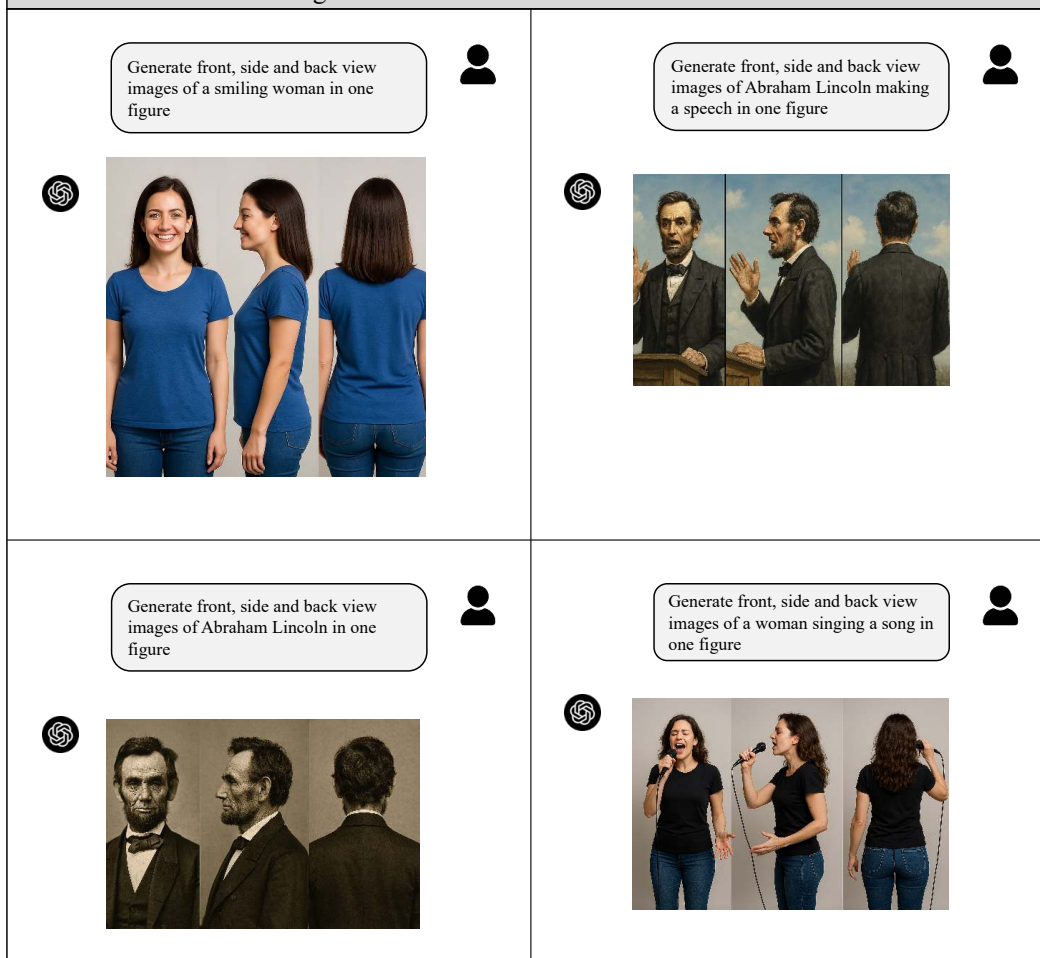 Generate front, side and back view
images of a smiling woman in one
figure
Generate front, side and back view
images of Abraham Lincoln making
a speech in one figure
Generate front, side and back view
images of Abraham Lincoln in one
figure
Generate front, side and back view
images of a woman singing a song in
one figure